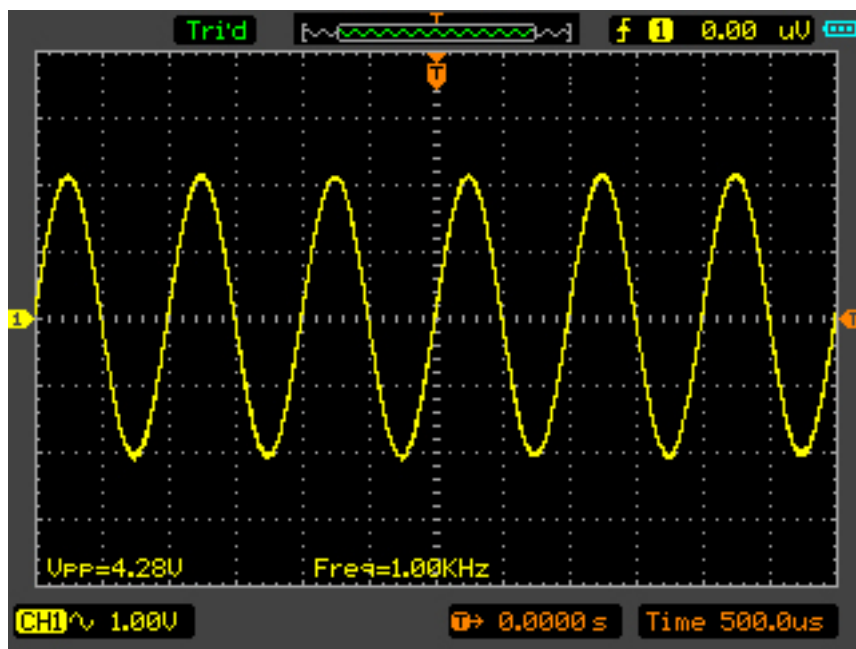 T
Tri'd 1 0.00 uV
T
1 T
VPP=4.28V Freq=1.00KHz
CH1 1.00V T 0.0000s Time 500.0us